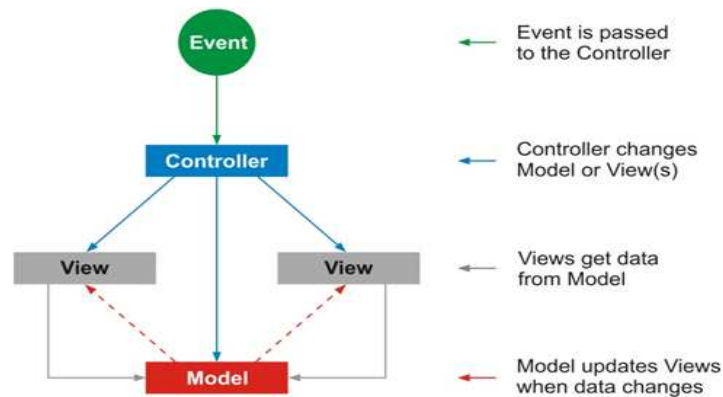 Event
Event is passed
to the Controller
Controller
Controller changes
Model or View(s)
View
View
Views get data
from Model
Model
Model updates Views
when data changes